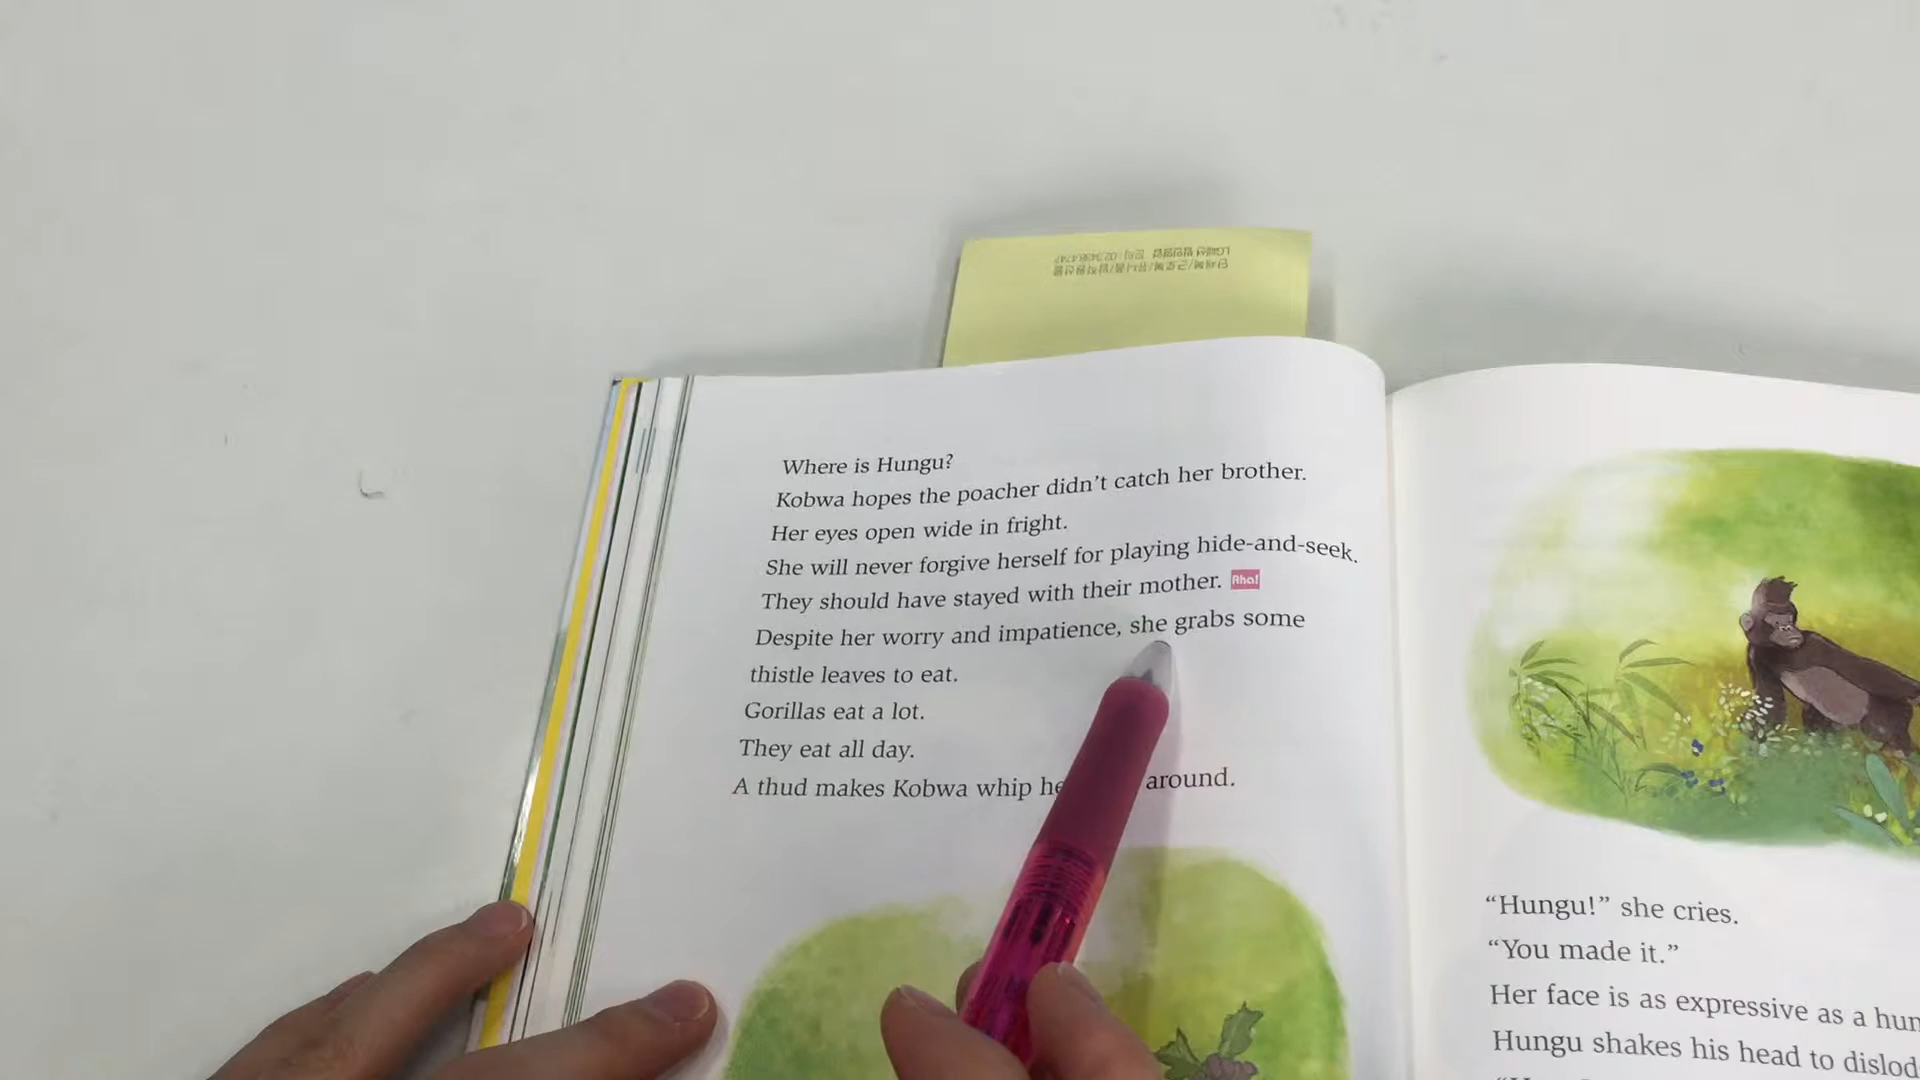 Where is Hungu?
Kobwa hopes the poacher didn't catch her brother.
Her eyes open wide in fright.
She will never forgive herself for playing hide-and-seek.
They should have stayed with their mother. Aha!
Despite her worry and impatience, she grabs some
thistle leaves to eat.
Gorillas eat a lot.
They eat all day.
A thud makes Kobwa whip around.
“Hungu!” she cries.
“You made it.”
Her face is as expressive as a
Hungu shakes his head to